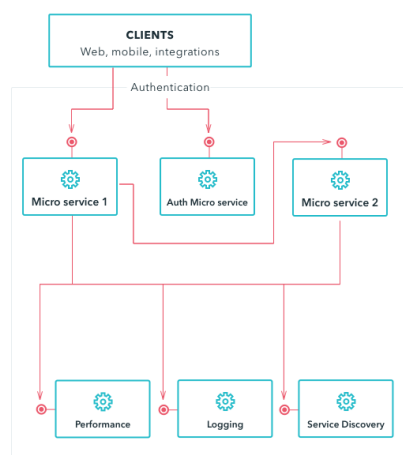 CLIENTS
Web, mobile, integrations
Authentication
Micro service 1
Auth Micro service
Micro service 2
Performance
Logging
Service Discovery